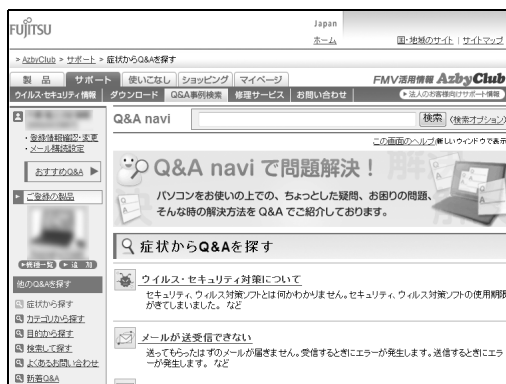 FUJITSU
Japan
ホーム
国・地域のサイト | サイトマップ
> AzbyClub > サポート > 症状からQ&Aを探す
製 品 サポート 使いこなし ショッピング マイページ
FMV活用情報 AzbyClub
ウイルス・セキュリティ情報 ダウンロード Q&A事例検索 修理サービス お問い合わせ
法人のお客様向けサポート情報
Q&A navi
検索 (検索オプション)
この画面のヘルプ(新しいウィンドウで表示
・登録情報確認・変更
・メール購読設定
おすすめQ&A
ご登録の製品
機種一覧 追 加
他のQ&Aを探す
症状から探す
カテゴリから探す
目的から探す
検索して探す
よくあるお問い合わせ
新着Q&A
Q&A navi で問題解決!
パソコンをお使いの上での、ちょっとした疑問、お困りの問題、
そんな時の解決方法を Q&A でご紹介しております。
症状からQ&Aを探す
ウイルス・セキュリティ対策について
セキュリティ、ウィルス対策ソフトとは何かわかりません。セキュリティ、ウィルス対策ソフトの使用期限
がきてしまいました。 など
メールが送受信できない
送ってもらったはずのメールが届きません。受信するときにエラーが発生します。送信するときにエラ
ーが発生します。 など